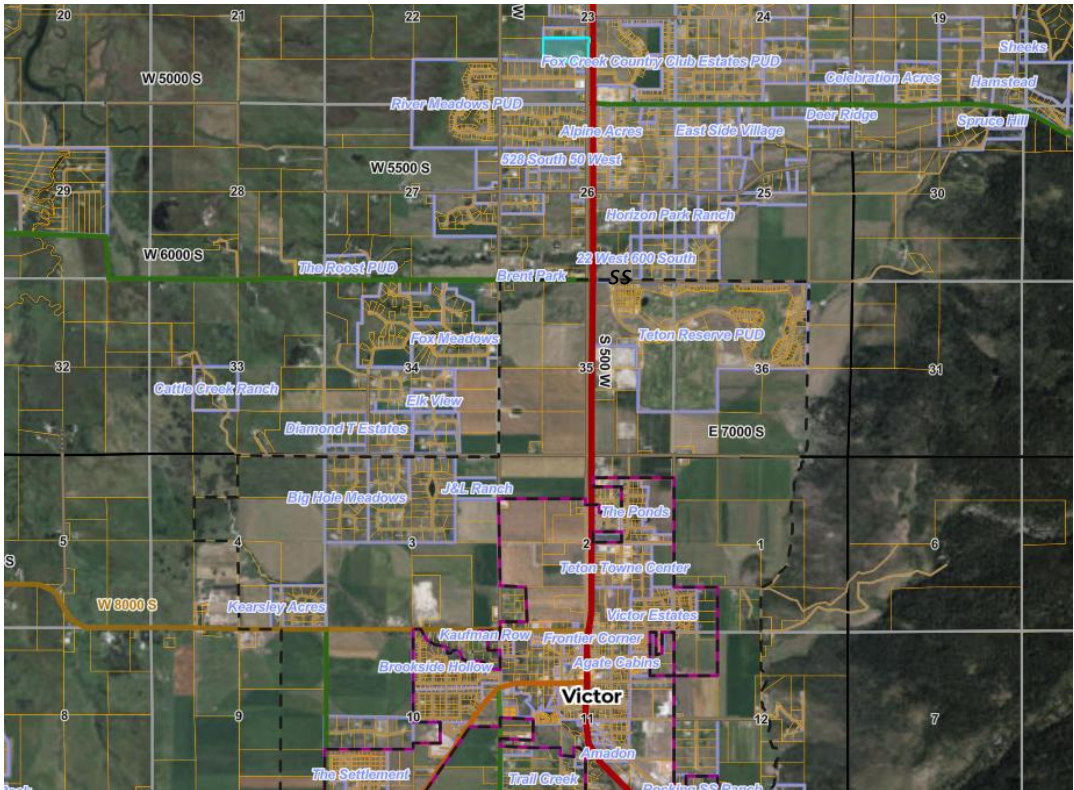 20
21
22
W
23
24
19
Sheeks
W 5000 S
Fox Creek Country Club Estates PUD
Celebration Acres
Hamstead
River Meadows PUD
Alpine Acres
East Side Village
Deer Ridge
Spruce Hill
528 South 50 West
W 5500 S
29
28
27
26
25
30
Horizon Park Ranch
W 6000 S
The Roost PUD
Brent Park
22 West 600 South
SS
Fox Meadows
Teton Reserve PUD
S 500 W
32
33
34
35
36
31
Cattle Creek Ranch
Elk View
Diamond T Estates
E 7000 S
Big Hole Meadows
J&L Ranch
The Ponds
5
4
3
2
1
6
S
Teton Towne Center
W 8000 S
Kearsley Acres
Victor Estates
Kaufman Row
Frontier Corner
Brookside Hollow
Agate Cabins
Victor
8
9
10
11
12
7
Amadon
The Settlement
Trail Creek
Rocking SS Ranch